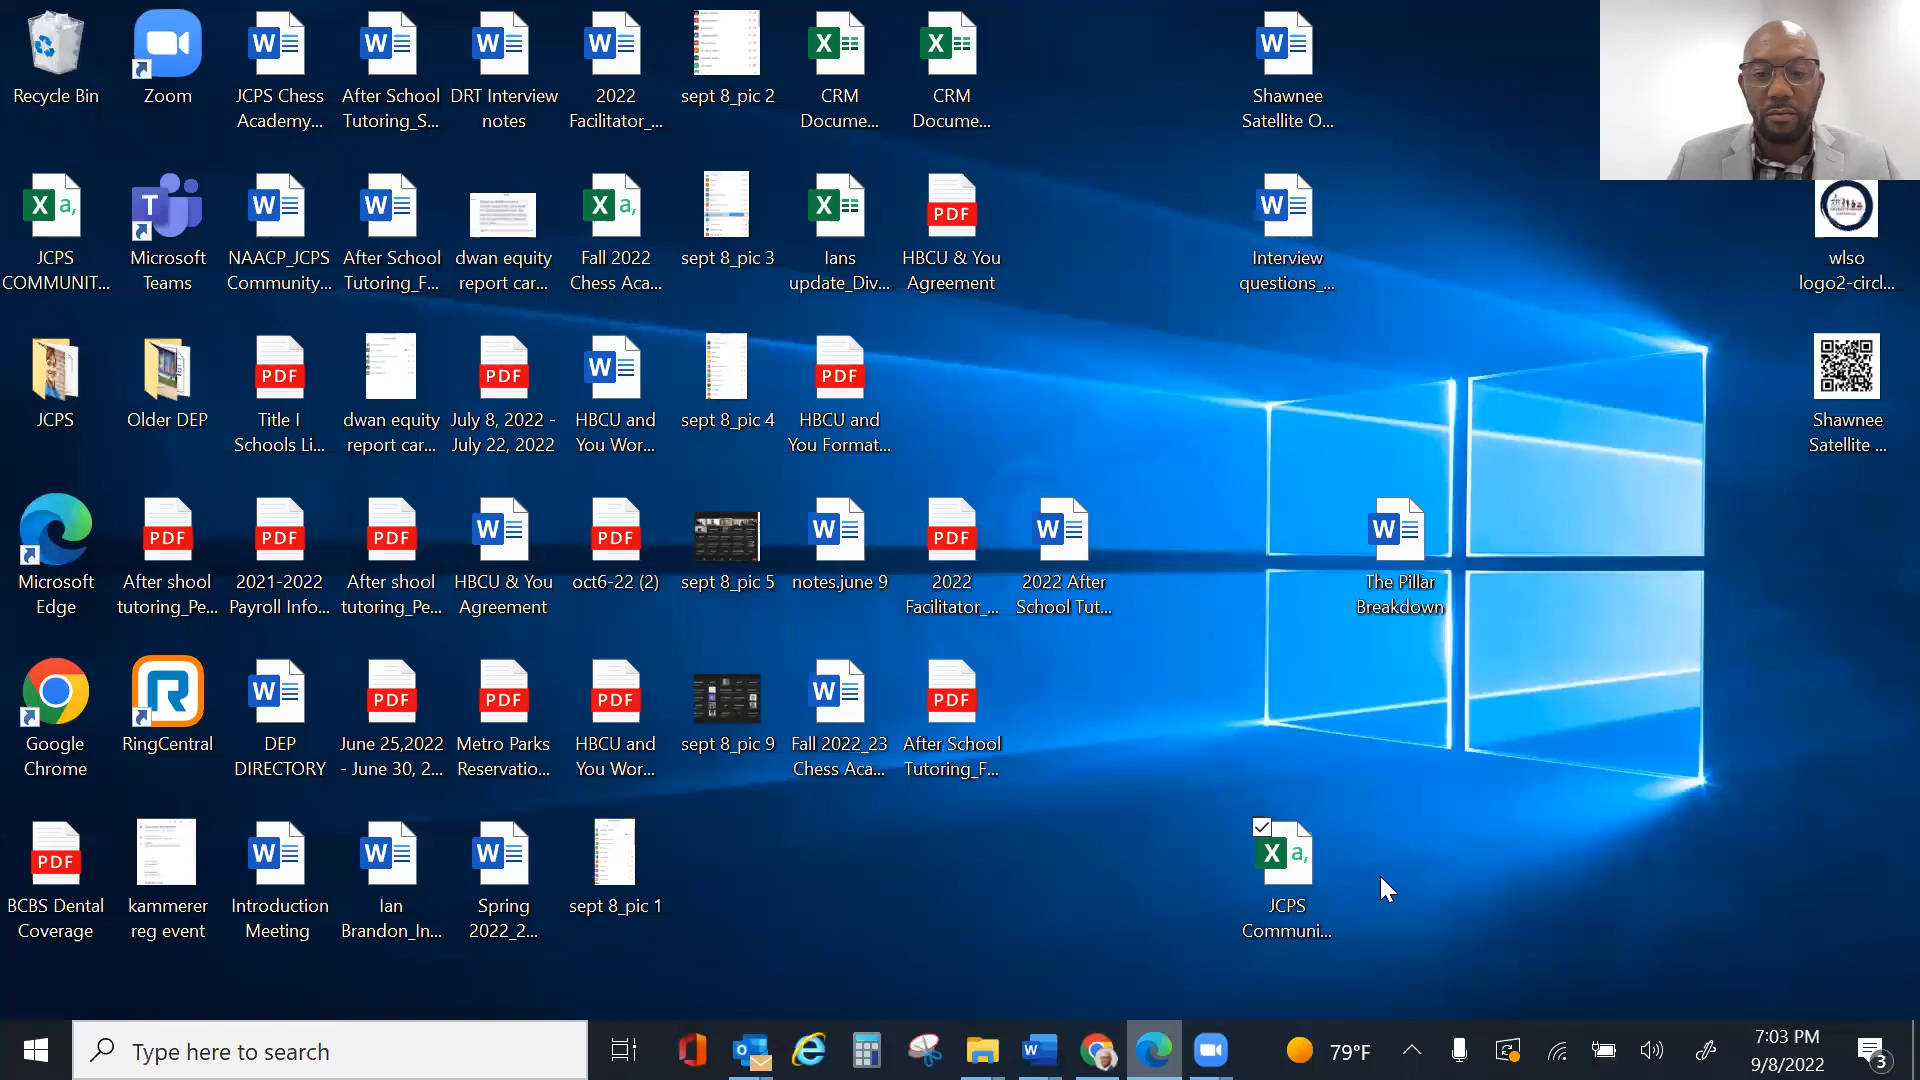 Recycle Bin
Zoom
JCPS Chess
Academy...
After School
Tutoring_S...
DRT Interview
notes
2022
Facilitator_...
sept 8_pic 2
CRM
Docume...
CRM
Docume...
Shawnee
Satellite O...
JCPS
COMMUNIT...
Microsoft
Teams
NAACP_JCPS
Community...
After School
Tutoring_F...
dwan equity
report car...
Fall 2022
Chess Aca...
sept 8_pic 3
Ians
update_Div...
HBCU & You
Agreement
Interview
questions_...
wlso
logo2-circl...
JCPS
Older DEP
Title I
Schools Li...
dwan equity
report car...
July 8, 2022 -
July 22, 2022
HBCU and
You Wor...
sept 8_pic 4
HBCU and
You Format...
Shawnee
Satellite ...
Microsoft
Edge
After shool
tutoring_Pe...
2021-2022
Payroll Info...
After shool
tutoring_Pe...
HBCU & You
Agreement
oct6-22 (2)
sept 8_pic 5
notes.june 9
2022
Facilitator_...
2022 After
School Tut...
The Pillar
Breakdown
Google
Chrome
RingCentral
DEP
DIRECTORY
June 25,2022
- June 30, 2...
Metro Parks
Reservatio...
HBCU and
You Wor...
sept 8_pic 9
Fall 2022_23
Chess Aca...
After School
Tutoring_F...
BCBS Dental
Coverage
kammerer
reg event
Introduction
Meeting
Ian
Brandon_In...
Spring
2022_2...
sept 8_pic 1
JCPS
Communi...
Type here to search
79°F
7:03 PM
9/8/2022
3